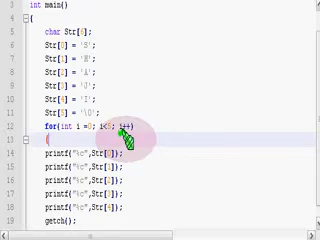 3 int main()
4 {
5 char Str[6];
6 Str[0] = 'S';
7 Str[1] = 'H';
8 Str[2] = 'A';
9 Str[3] = 'J';
10 Str[4] = 'I';
11 Str[5] = '\0';
12 for(int i =0; i<5; i++)
13 {
14 printf("%c",Str[0]);
15 printf("%c",Str[1]);
16 printf("%c",Str[2]);
17 printf("%c",Str[3]);
18 printf("%c",Str[4]);
19 getch();